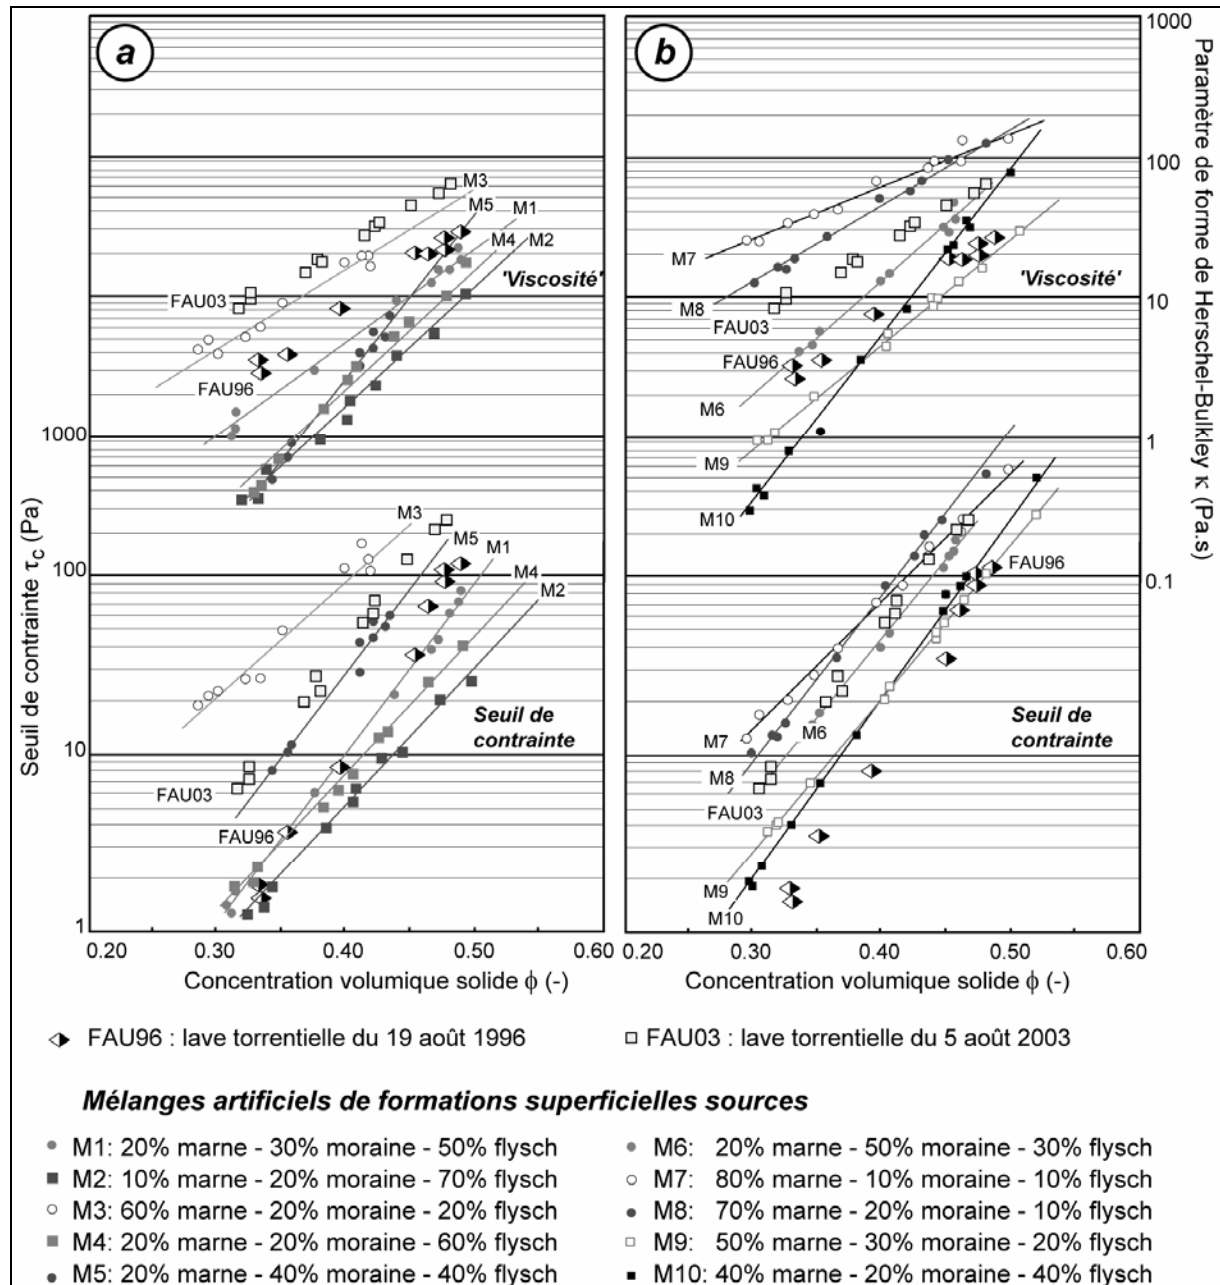 a
b
1000
100
10
1
0.1
Paramètre de forme de Herschel-Bulkley κ (Pa.s)
M3
M5
M1
M4
M2
'Viscosité'
FAU03
FAU96
1000
100
10
1
Seuil de contrainte τc (Pa)
M3
M5
M1
M4
M2
Seuil de
contrainte
FAU03
FAU96
0.20
0.30
0.40
0.50
0.60
Concentration volumique solide ϕ (-)
M7
M8
'Viscosité'
FAU03
FAU96
M6
M9
M10
FAU96
M7
M6
Seuil de
contrainte
M8
FAU03
M9
M10
0.20
0.30
0.40
0.50
0.60
Concentration volumique solide ϕ (-)
FAU96 : lave torrentielle du 19 août 1996
FAU03 : lave torrentielle du 5 août 2003
Mélanges artificiels de formations superficielles sources
M1: 20% marne - 30% moraine - 50% flysch
M2: 10% marne - 20% moraine - 70% flysch
M3: 60% marne - 20% moraine - 20% flysch
M4: 20% marne - 20% moraine - 60% flysch
M5: 20% marne - 40% moraine - 40% flysch
M6: 20% marne - 50% moraine - 30% flysch
M7: 80% marne - 10% moraine - 10% flysch
M8: 70% marne - 20% moraine - 10% flysch
M9: 50% marne - 30% moraine - 20% flysch
M10: 40% marne - 20% moraine - 40% flysch